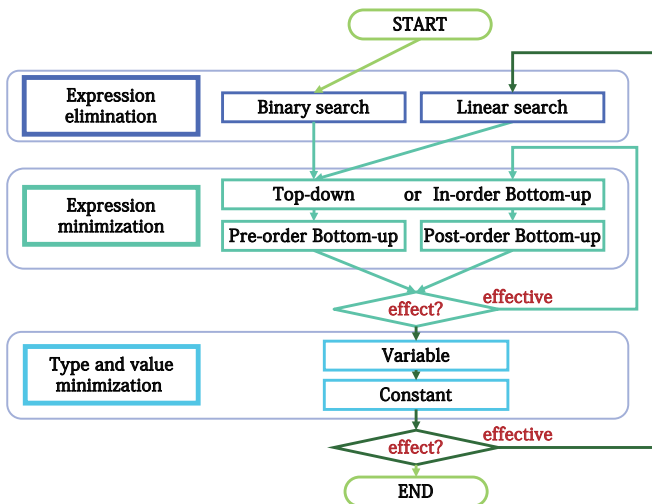 START
Expression
elimination
Binary search
Linear search
Expression
minimization
Top-down or In-order Bottom-up
Pre-order Bottom-up
Post-order Bottom-up
effect?
effective
Type and value
minimization
Variable
Constant
effect?
effective
END